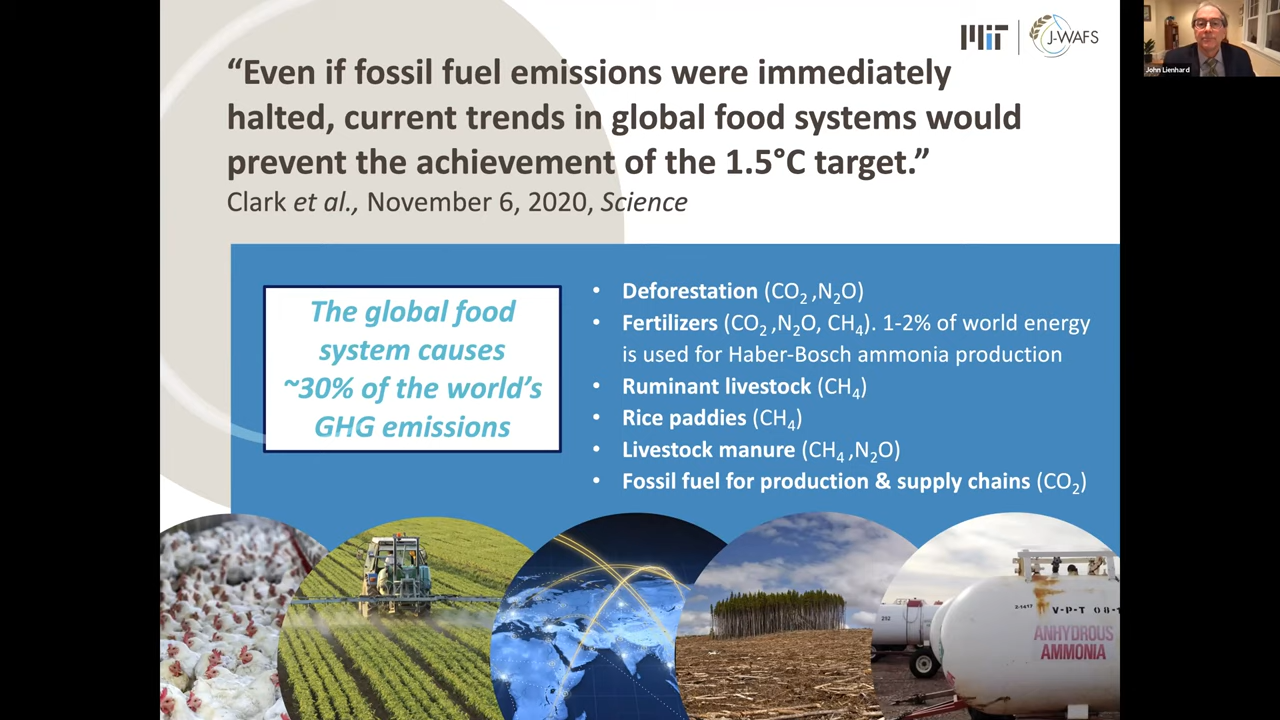 MIT
J-WAFS
John Lienhard
“Even if fossil fuel emissions were immediately
halted, current trends in global food systems would
prevent the achievement of the 1.5°C target.”
Clark et al., November 6, 2020, Science
The global food
system causes
~30% of the world’s
GHG emissions
• Deforestation (CO₂ ,N₂O)
• Fertilizers (CO₂ ,N₂O, CH₄). 1-2% of world energy
is used for Haber-Bosch ammonia production
• Ruminant livestock (CH₄)
• Rice paddies (CH₄)
• Livestock manure (CH₄ ,N₂O)
• Fossil fuel for production & supply chains (CO₂)
V-P-T 08-
ANHYDROUS
AMMONIA